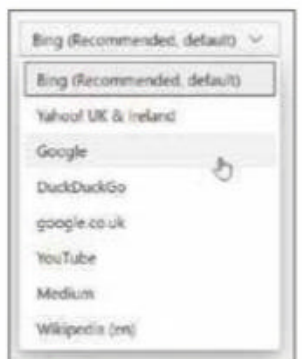 Bing (Recommended, default)
Bing (Recommended, default)
Yahoo! UK & Ireland
Google
DuckDuckGo
google.co.uk
YouTube
Medium
Wikipedia (en)